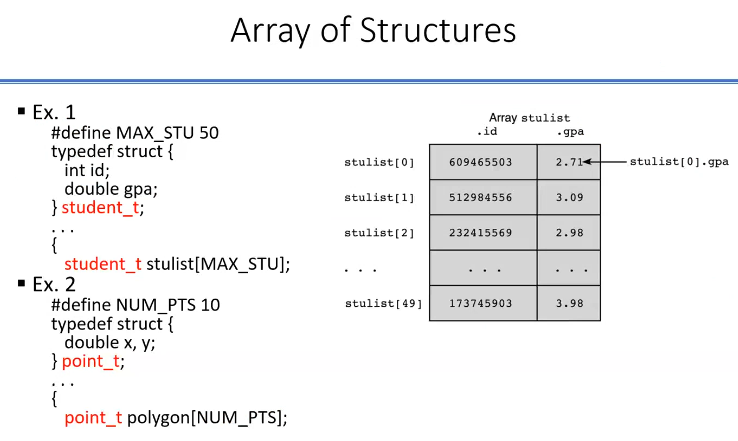 Array of Structures
▪ Ex. 1
#define MAX_STU 50
typedef struct {
int id;
double gpa;
} student_t;
. . .
{
student_t stulist[MAX_STU];
▪ Ex. 2
#define NUM_PTS 10
typedef struct {
double x, y;
} point_t;
. . .
{
point_t polygon[NUM_PTS];
Array stulist
.id .gpa
stulist[0] 609465503 2.71 stulist[0].gpa
stulist[1] 512984556 3.09
stulist[2] 232415569 2.98
. . . . . . . . .
stulist[49] 173745903 3.98